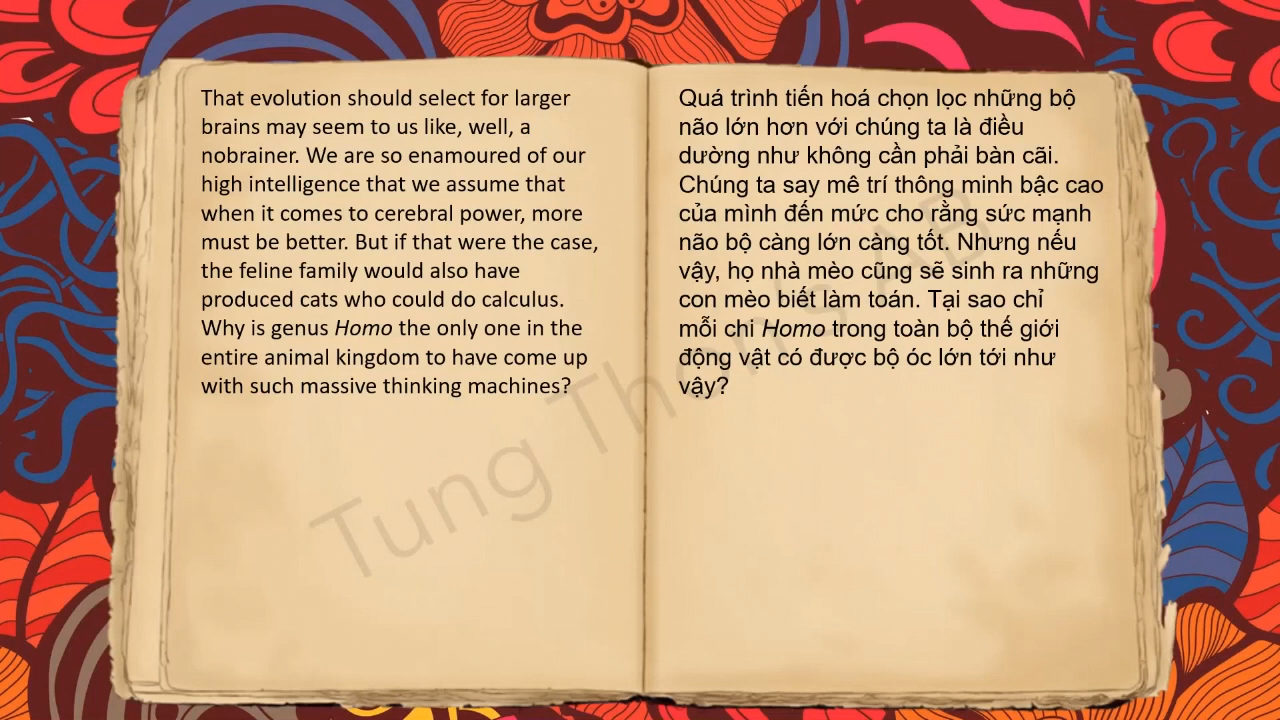 That evolution should select for larger
brains may seem to us like, well, a
nobrainer. We are so enamoured of our
high intelligence that we assume that
when it comes to cerebral power, more
must be better. But if that were the case,
the feline family would also have
produced cats who could do calculus.
Why is genus Homo the only one in the
entire animal kingdom to have come up
with such massive thinking machines?
Quá trình tiến hoá chọn lọc những bộ
não lớn hơn với chúng ta là điều
dường như không cần phải bàn cãi.
Chúng ta say mê trí thông minh bậc cao
của mình đến mức cho rằng sức mạnh
não bộ càng lớn càng tốt. Nhưng nếu
vậy, họ nhà mèo cũng sẽ sinh ra những
con mèo biết làm toán. Tại sao chỉ
mỗi chi Homo trong toàn bộ thế giới
động vật có được bộ óc lớn tới như
vậy?